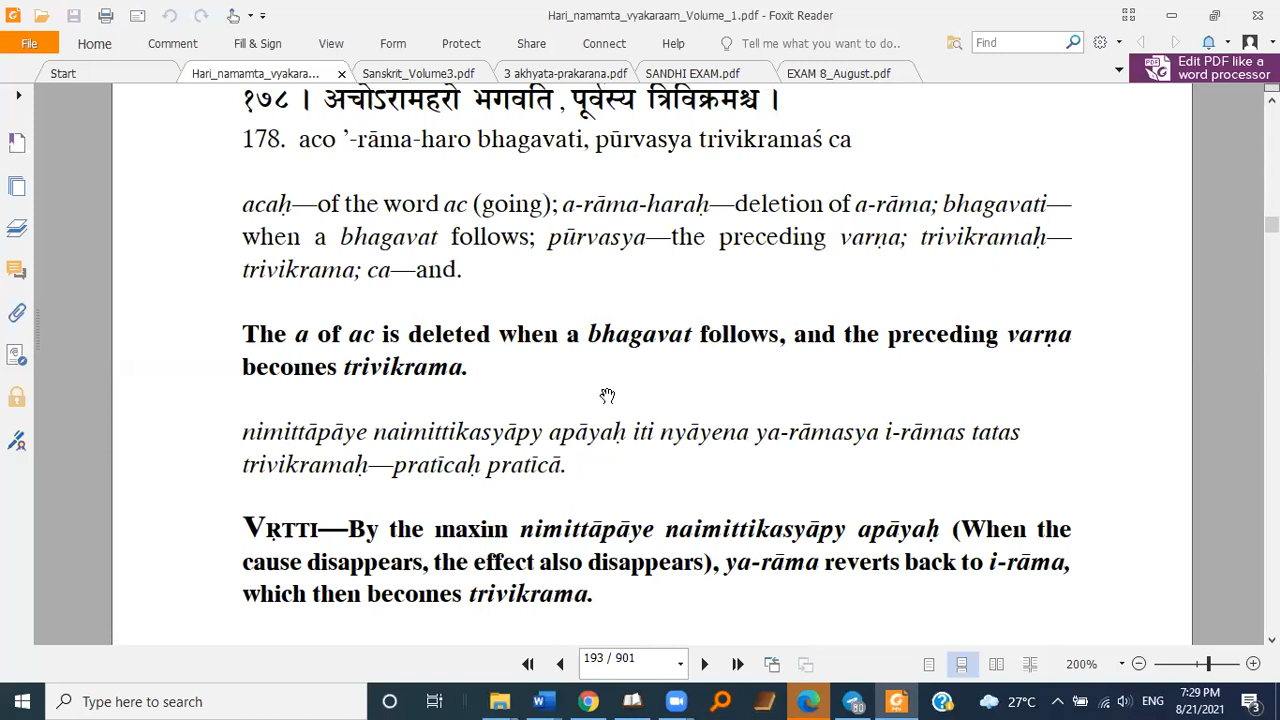 Hari_namamta_vyakaraam_Volume_1.pdf - Foxit Reader
File Home Comment Fill & Sign View Form Protect Share Connect Help Tell me what you want to do.. Find
Start Hari_namamta_vyakara... Sanskrit_Volume3.pdf 3 akhyata-prakarana.pdf SANDHI EXAM.pdf EXAM 8_August.pdf Edit PDF like a
word processor
१७८ । अचोऽरामहरो भगवति , पूर्वस्य त्रिविक्रमश्च ।
178. aco ’-rāma-haro bhagavati, pūrvasya trivikramaś ca
acaḥ—of the word ac (going); a-rāma-haraḥ—deletion of a-rāma; bhagavati—
when a bhagavat follows; pūrvasya—the preceding varṇa; trivikramaḥ—
trivikrama; ca—and.
The a of ac is deleted when a bhagavat follows, and the preceding varṇa
becomes trivikrama.
nimittāpāye naimittikasyāpy apāyaḥ iti nyāyena ya-rāmasya i-rāmas tatas
trivikramaḥ—pratīcaḥ pratīcā.
VṚTTI—By the maxim nimittāpāye naimittikasyāpy apāyaḥ (When the
cause disappears, the effect also disappears), ya-rāma reverts back to i-rāma,
which then becomes trivikrama.
193 / 901 200%
Type here to search 80 27°C ENG 7:29 PM
8/21/2021